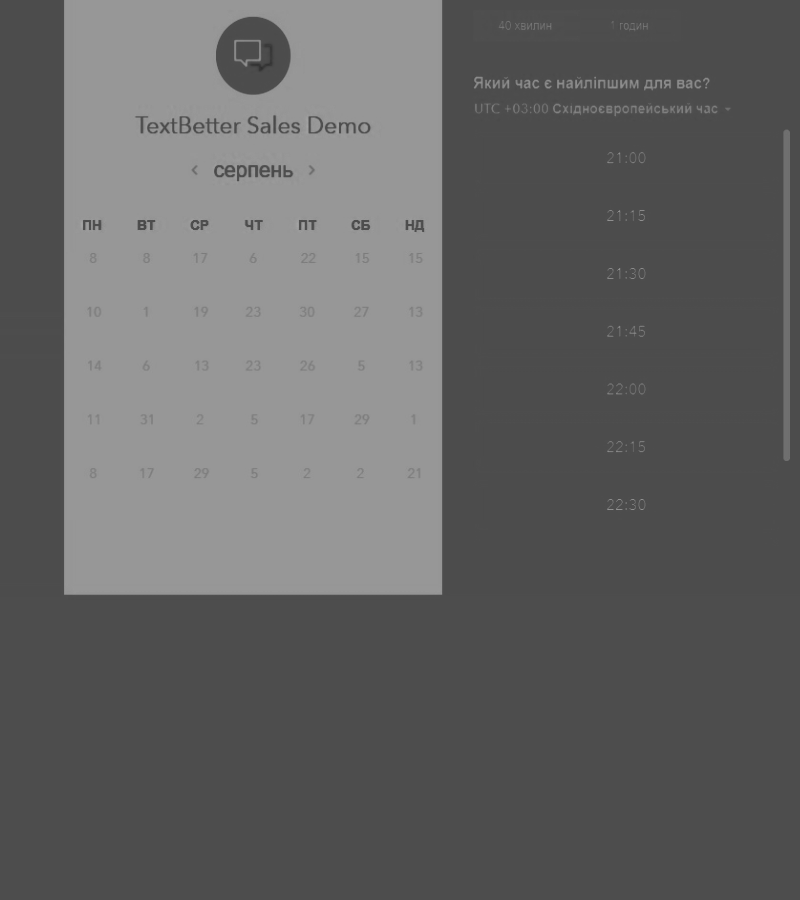 TextBetter Sales Demo
серпень
ПН ВТ СР ЧТ ПТ СБ НД
8 8 17 6 22 15 15
10 1 19 23 30 27 13
14 6 13 23 26 5 13
11 31 2 5 17 29 1
8 17 29 5 2 2 21
40 хвилин 1 годин
Який час є найліпшим для вас?
UTC +03:00 Східноєвропейський час
21:00
21:15
21:30
21:45
22:00
22:15
22:30